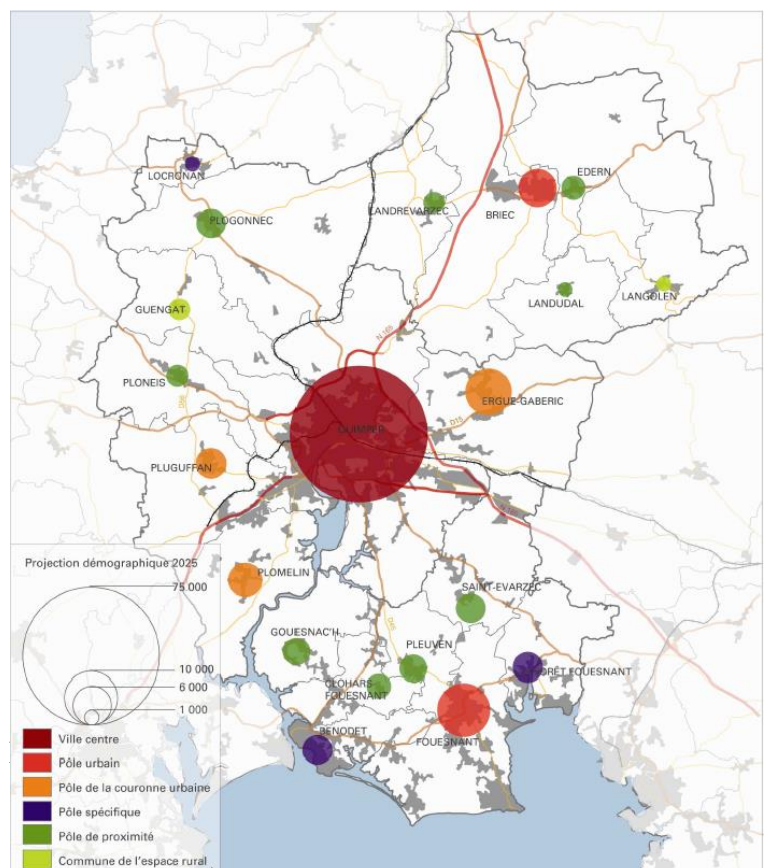 LOCRONAN
EDERN
LANDREVARZEC
BRIEC
PLOGONNEC
LANDUDAL
LANGOLEN
GUENGAT
N 165
PLONEIS
ERGUE-GABERIC
D15
QUIMPER
PLUGUFFAN
Projection démographique 2025
75 000
10 000
6 000
1 000
PLOMELIN
SAINT-EVARZEC
GOUESNAC'H
PLEUVEN
FORÊT FOUESNANT
CLOHARS
FOUESNANT
BENODET
FOUESNANT
Ville centre
Pôle urbain
Pôle de la couronne urbaine
Pôle spécifique
Pôle de proximité
Commune de l'espace rural